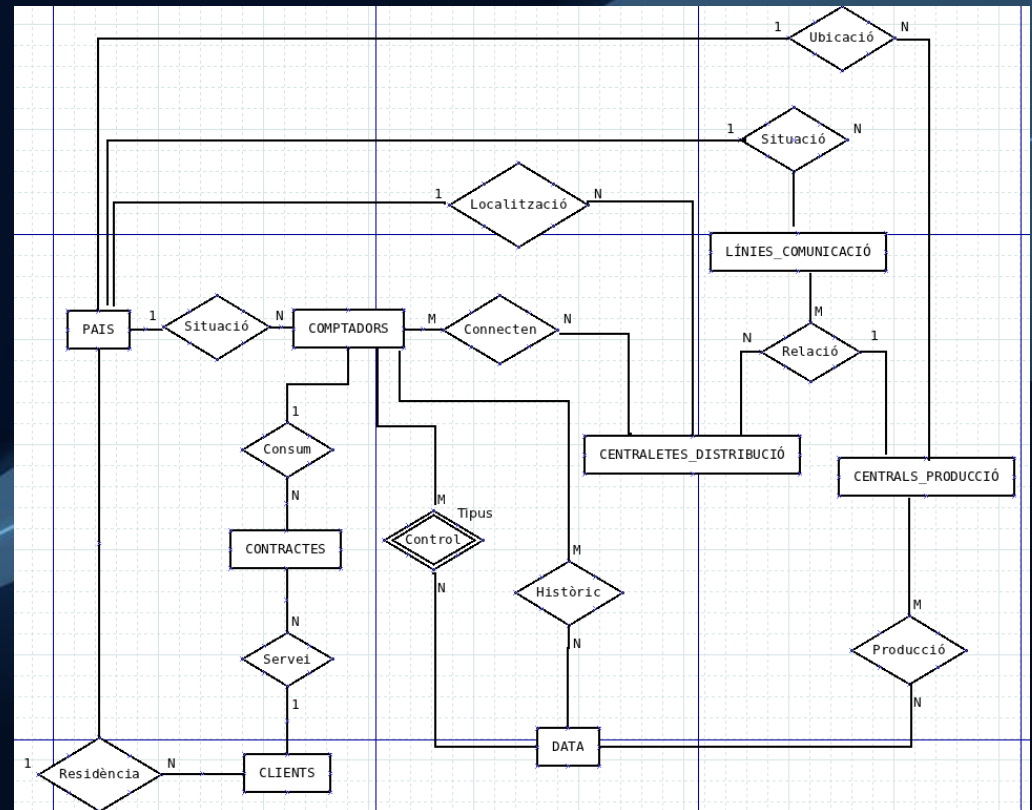 1 Ubicació N
1 Situació N
1 Localització N
LÍNIES_COMUNICACIÓ
PAIS 1 Situació N COMPTADORS M Connecten N
M
N Relació 1
1
Consum
N
CENTRALETES_DISTRIBUCIÓ
CENTRALS_PRODUCCIÓ
M Tipus
Control
N
CONTRACTES
M
Històric
N
N
Servei
1
M
Producció
N
DATA
1 Residència N CLIENTS